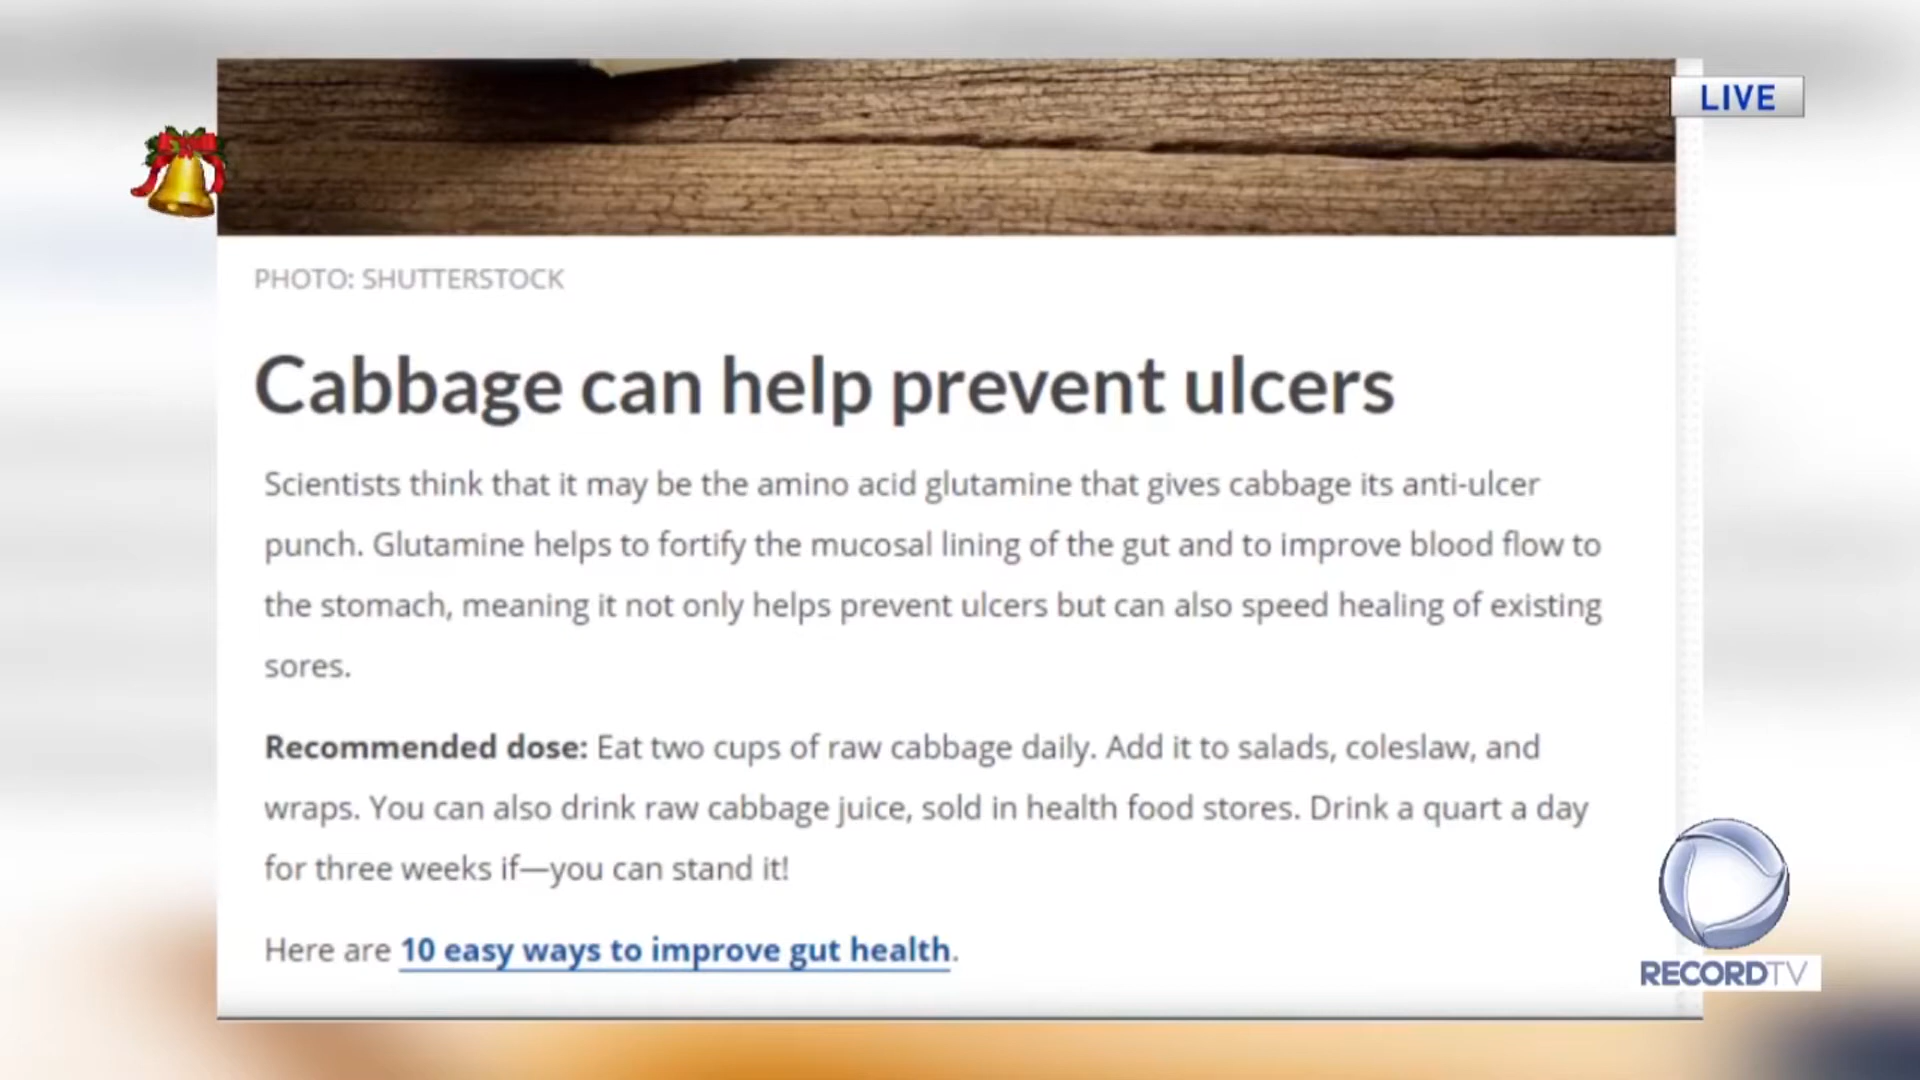 LIVE
PHOTO: SHUTTERSTOCK
Cabbage can help prevent ulcers
Scientists think that it may be the amino acid glutamine that gives cabbage its anti-ulcer
punch. Glutamine helps to fortify the mucosal lining of the gut and to improve blood flow to
the stomach, meaning it not only helps prevent ulcers but can also speed healing of existing
sores.
Recommended dose: Eat two cups of raw cabbage daily. Add it to salads, coleslaw, and
wraps. You can also drink raw cabbage juice, sold in health food stores. Drink a quart a day
for three weeks if—you can stand it!
Here are 10 easy ways to improve gut health.
RECORDTV